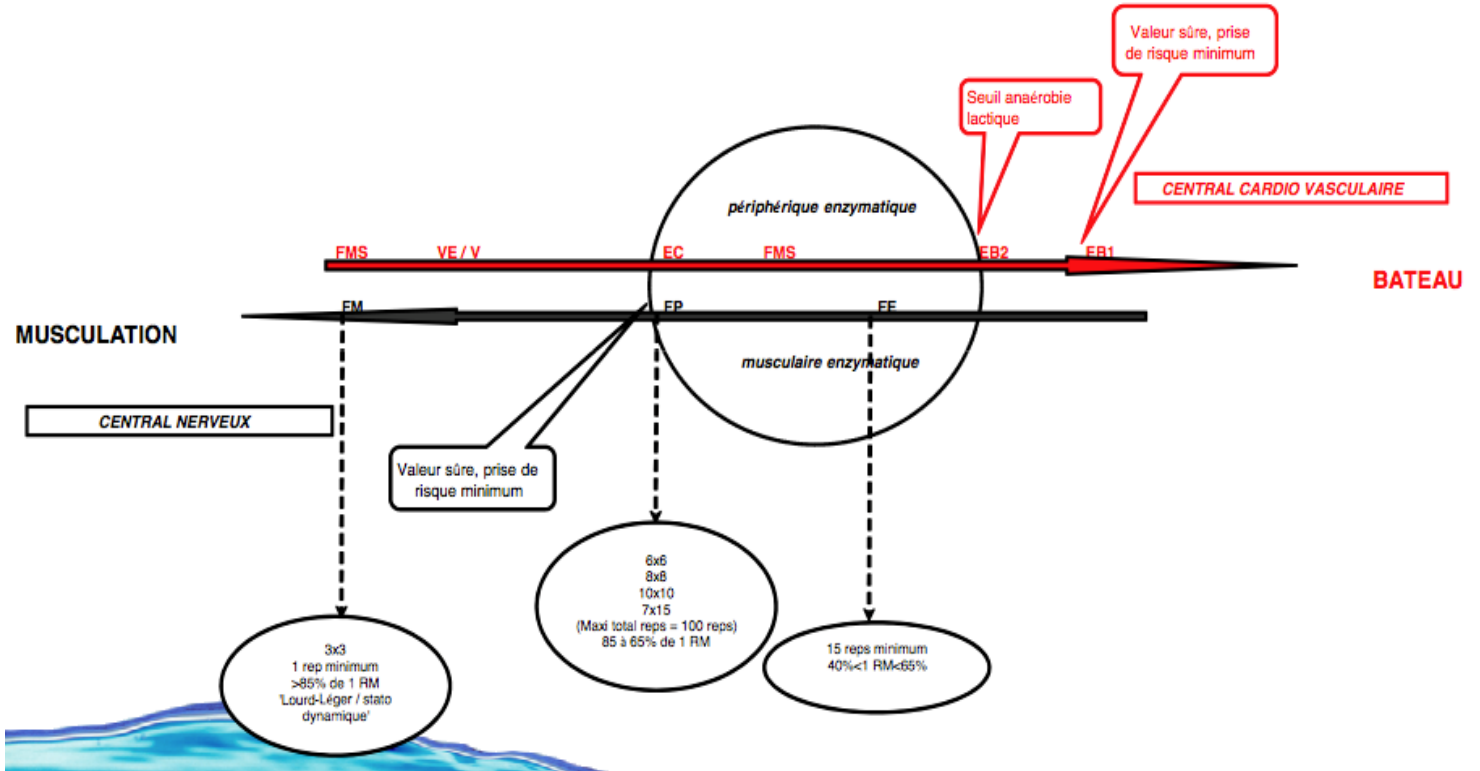 Valeur sûre, prise
de risque minimum
Seuil anaérobie
lactique
CENTRAL CARDIO VASCULAIRE
périphérique enzymatique
FMS
VE / V
EC
FMS
EB2
EB1
BATEAU
FM
FP
FE
MUSCULATION
musculaire enzymatique
CENTRAL NERVEUX
Valeur sûre, prise de
risque minimum
6x6
8x8
10x10
7x15
(Maxi total reps = 100 reps)
85 à 65% de 1 RM
3x3
1 rep minimum
>85% de 1 RM
'Lourd-Léger / stato
dynamique'
15 reps minimum
40%<1 RM<65%